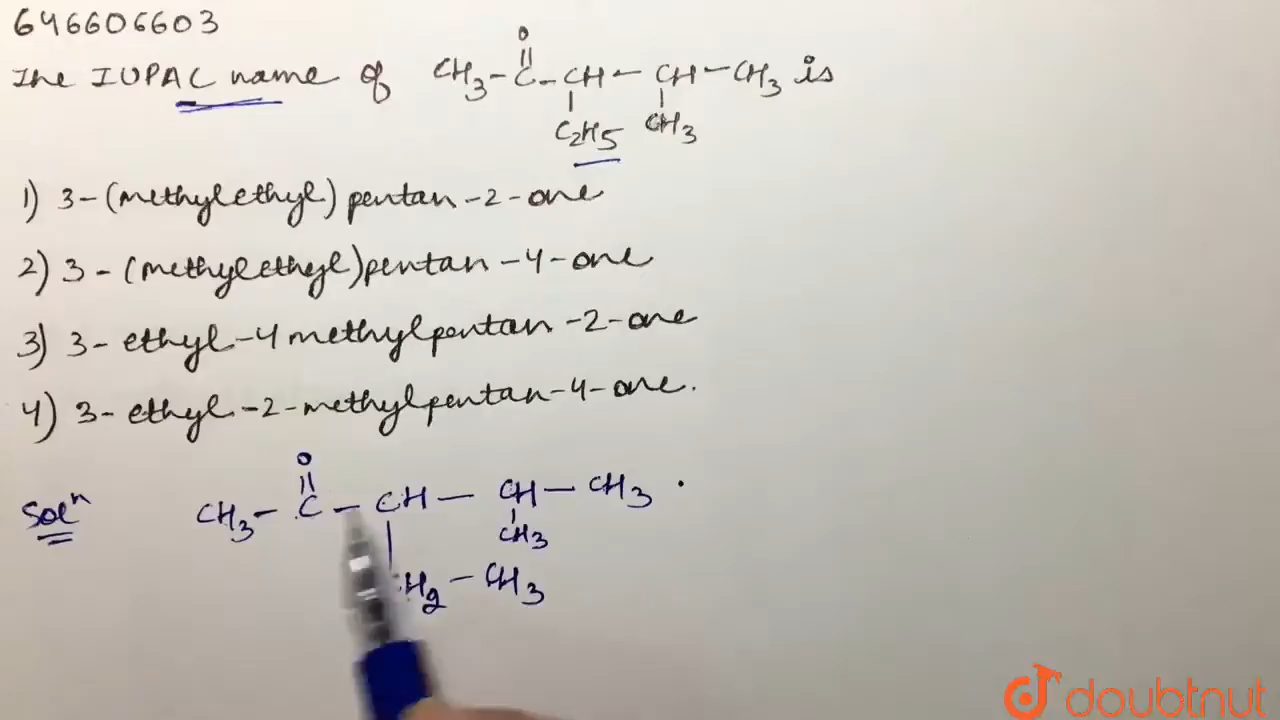 646606603
The IUPAC name of CH3-C-CH-CH-CH3 is
O
||
C2H5 CH3
1) 3-(methylethyl) pentan-2-one
2) 3-(methylethyl)pentan-4-one
3) 3-ethyl-4methylpentan-2-one
4) 3-ethyl-2-methylpentan-4-one.
Solⁿ
O
||
CH3-C-CH-CH-CH3.
CH3
H2-CH3
doubtnut